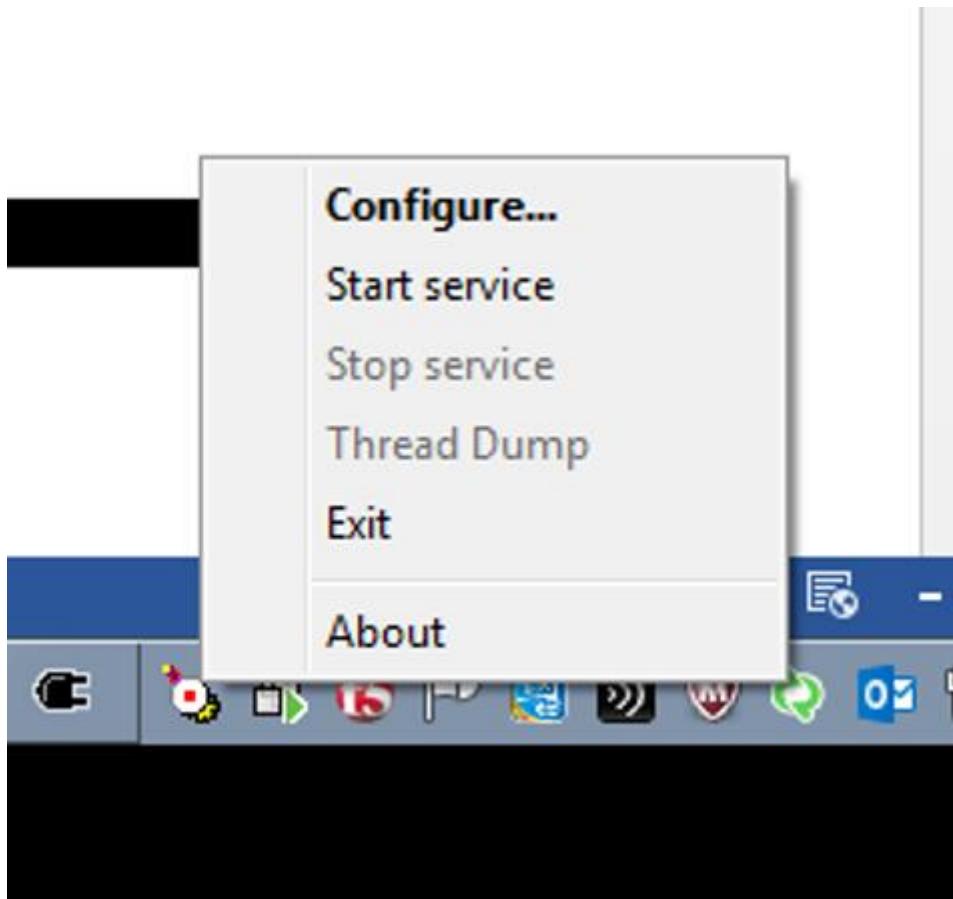 Configure...
Start service
Stop service
Thread Dump
Exit
About